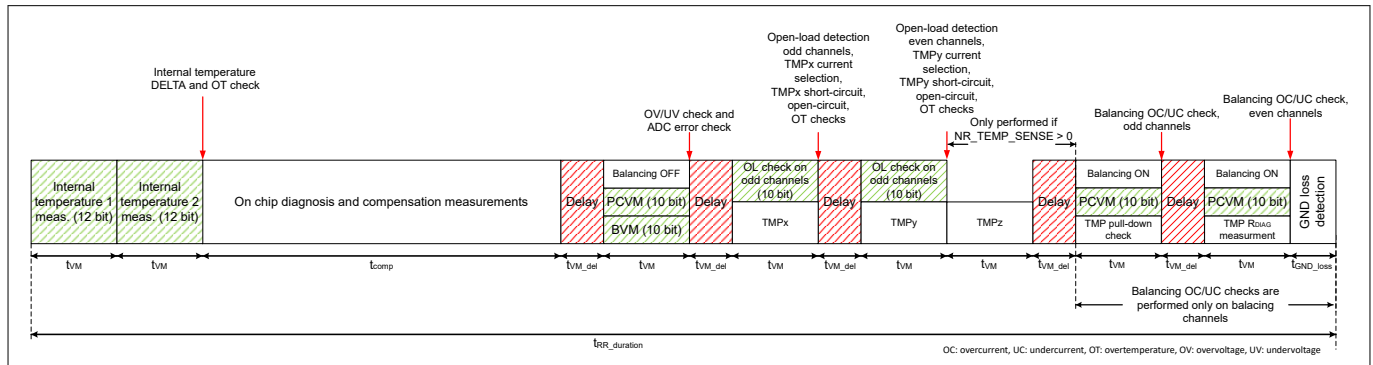 Open-load detection
odd channels,
TMPx current
selection,
TMPx short-circuit,
open-circuit,
OT checks
Open-load detection
even channels,
TMPy current
selection,
TMPy short-circuit,
open-circuit,
OT checks
Internal temperature
DELTA and OT check
OV/UV check and
ADC error check
Only performed if
NR_TEMP_SENSE > 0
Balancing OC/UC check,
odd channels
Balancing OC/UC check,
even channels
Internal
temperature 1
meas. (12 bit)
Internal
temperature 2
meas. (12 bit)
On chip diagnosis and compensation measurements
Delay
Balancing OFF
PCVM (10 bit)
BVM (10 bit)
Delay
OL check on
odd channels
(10 bit)
TMPx
Delay
OL check on
odd channels
(10 bit)
TMPy
TMPz
Delay
Balancing ON
PCVM (10 bit)
TMP pull-down
check
Delay
Balancing ON
PCVM (10 bit)
TMP RDIAG
measurment
GND loss
detection
tVM
tVM
tcomp
tVM_del
tVM
tVM_del
tVM
tVM_del
tVM
tVM
tVM_del
tVM
tVM_del
tVM
tGND_loss
Balancing OC/UC checks are
performed only on balacing
channels
tRR_duration
OC: overcurrent, UC: undercurrent, OT: overtemperature, OV: overvoltage, UV: undervoltage